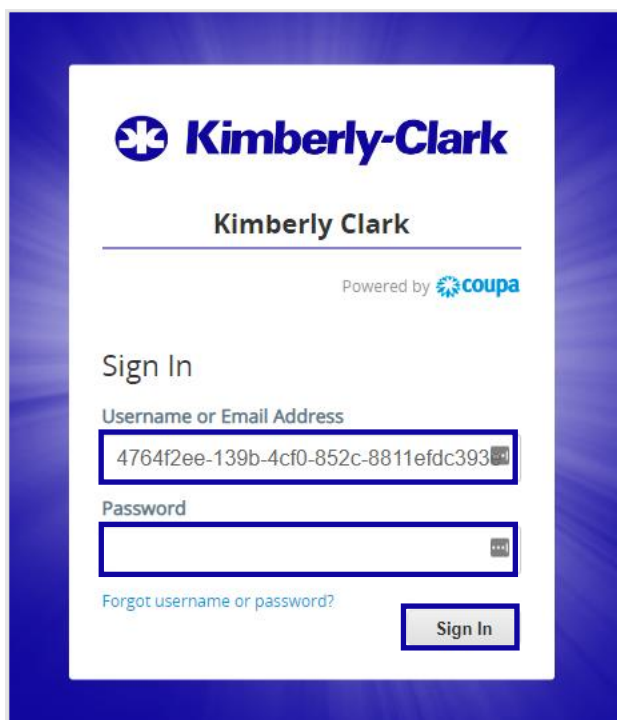 Kimberly-Clark
Kimberly Clark
Powered by coupa
Sign In
Username or Email Address
4764f2ee-139b-4cf0-852c-8811efdc393
Password
Forgot username or password?
Sign In